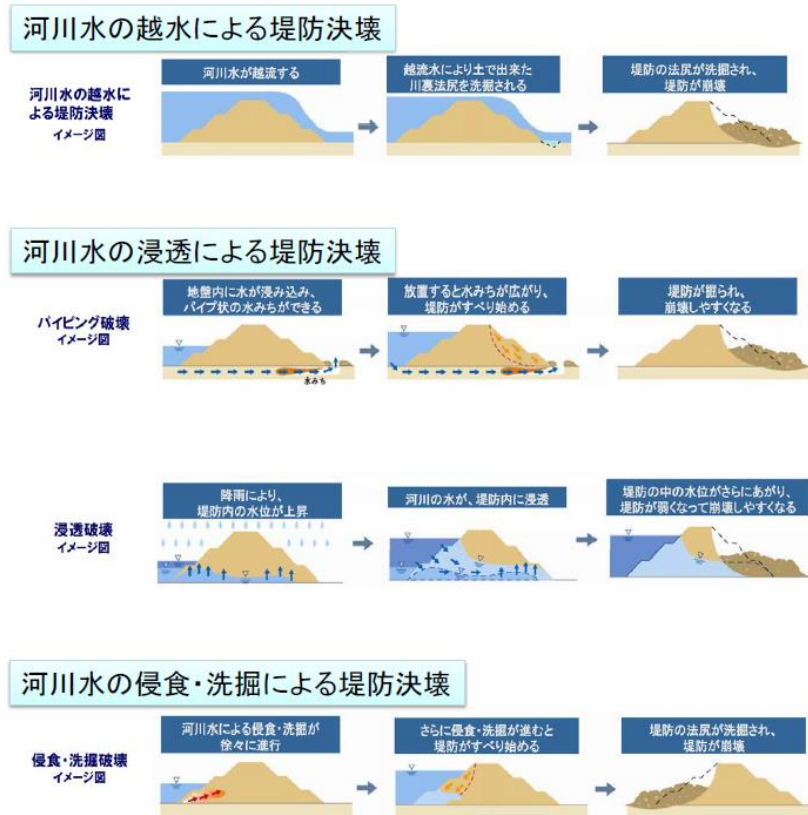 河川水の越水による堤防決壊
河川水の越水に
よる堤防決壊
イメージ図
河川水が越流する
越流水により土で出来た
川裏法尻を洗掘される
堤防の法尻が洗掘され、
堤防が崩壊
河川水の浸透による堤防決壊
パイピング破壊
イメージ図
地盤内に水が浸み込み、
パイプ状の水みちができる
水みち
放置すると水みちが広がり、
堤防がすべり始める
堤防が掘られ、
崩壊しやすくなる
浸透破壊
イメージ図
降雨により、
堤防内の水位が上昇
河川の水が、堤防内に浸透
堤防の中の水位がさらにあがり、
堤防が弱くなって崩壊しやすくなる
河川水の侵食・洗掘による堤防決壊
侵食・洗掘破壊
イメージ図
河川水による侵食・洗掘が
徐々に進行
さらに侵食・洗掘が進むと
堤防がすべり始める
堤防の法尻が洗掘され、
堤防が崩壊